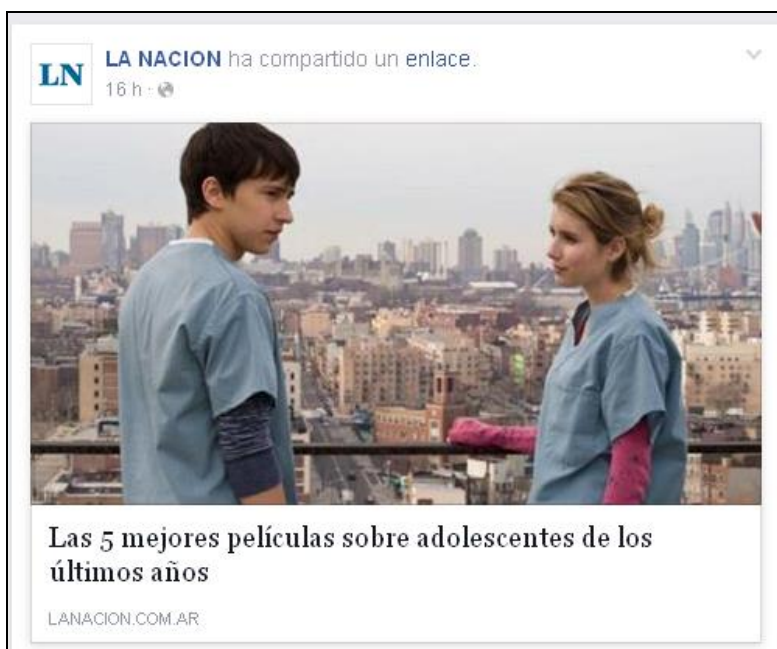 LN
LA NACION ha compartido un enlace.
16 h ·
Las 5 mejores películas sobre adolescentes de los
últimos años
LANACION.COM.AR